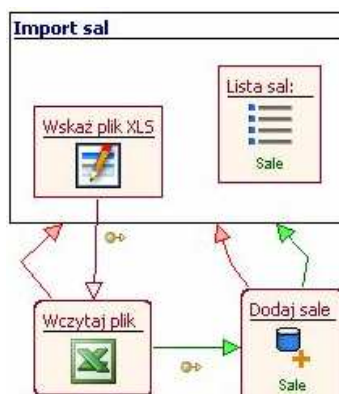 Import sal
Lista sal:
Wskaż plik XLS
Sale
Wczytaj plik
Dodaj sale
Sale